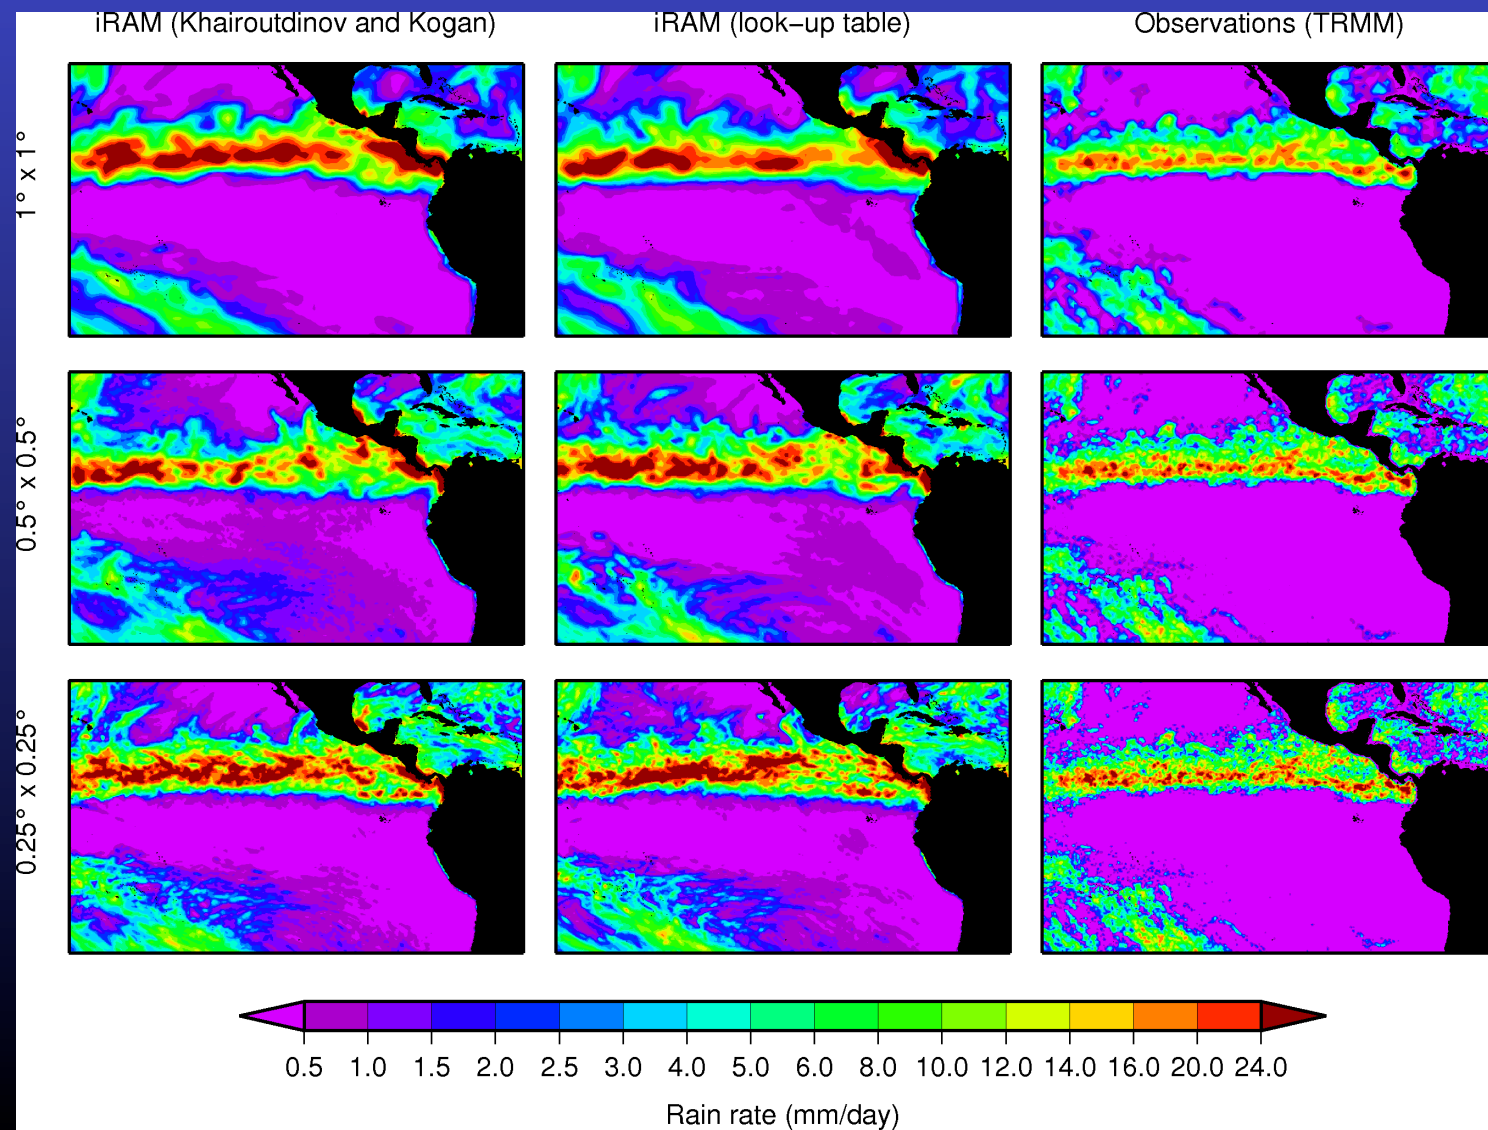 iRAM (Khairoutdinov and Kogan)
iRAM (look−up table)
Observations (TRMM)
1° x 1°
0.5° x 0.5°
0.25° x 0.25°
0.5 1.0 1.5 2.0 2.5 3.0 4.0 5.0 6.0 8.0 10.0 12.0 14.0 16.0 20.0 24.0
Rain rate (mm/day)